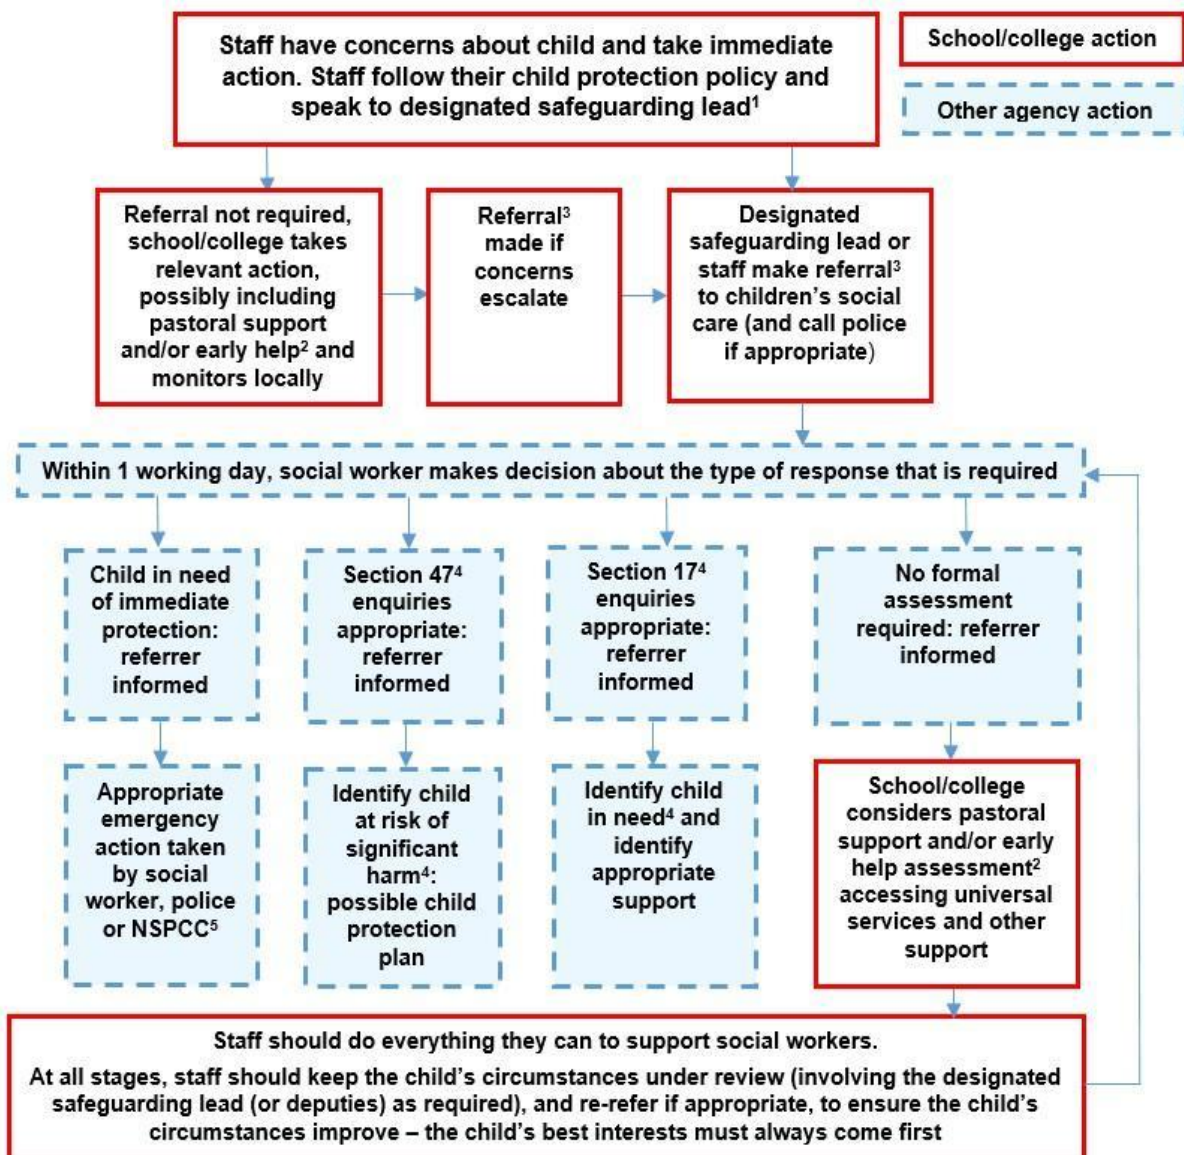 Staff have concerns about child and take immediate
action. Staff follow their child protection policy and
speak to designated safeguarding lead¹
School/college action
Other agency action
Referral not required,
school/college takes
relevant action,
possibly including
pastoral support
and/or early help² and
monitors locally
Referral³
made if
concerns
escalate
Designated
safeguarding lead or
staff make referral³
to children’s social
care (and call police
if appropriate)
Within 1 working day, social worker makes decision about the type of response that is required
Child in need
of immediate
protection:
referrer
informed
Section 47⁴
enquiries
appropriate:
referrer
informed
Section 17⁴
enquiries
appropriate:
referrer
informed
No formal
assessment
required: referrer
informed
Appropriate
emergency
action taken
by social
worker, police
or NSPCC⁵
Identify child
at risk of
significant
harm⁴:
possible child
protection
plan
Identify child
in need⁴ and
identify
appropriate
support
School/college
considers pastoral
support and/or early
help assessment²
accessing universal
services and other
support
Staff should do everything they can to support social workers.
At all stages, staff should keep the child’s circumstances under review (involving the designated
safeguarding lead (or deputies) as required), and re-refer if appropriate, to ensure the child’s
circumstances improve – the child’s best interests must always come first